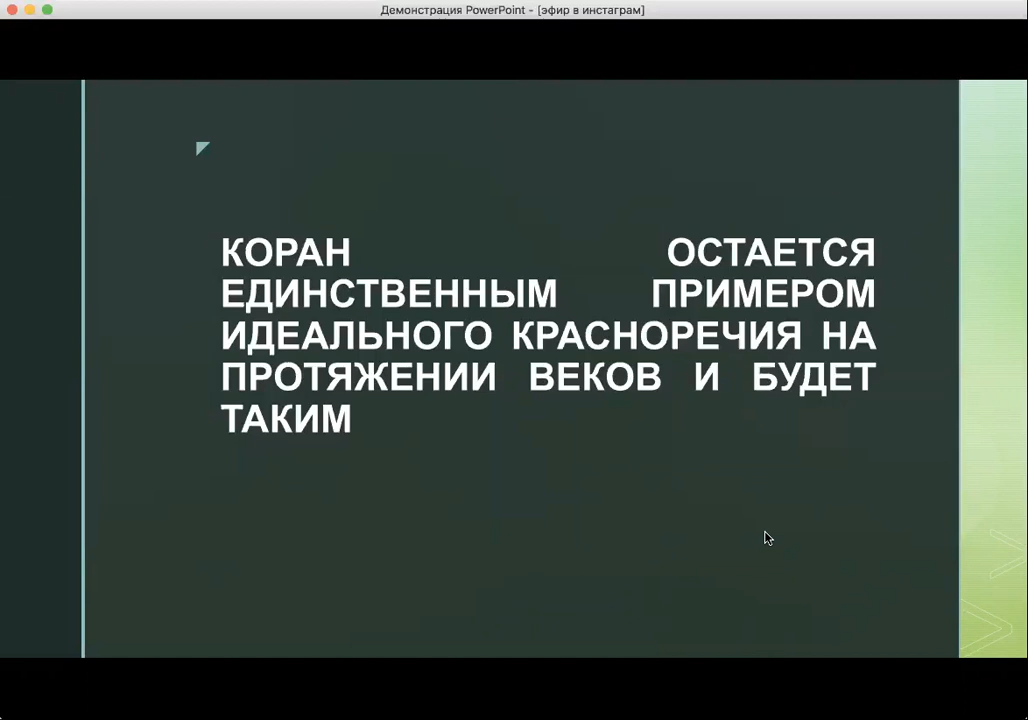 Демонстрация PowerPoint - [эфир в инстаграм]
КОРАН ОСТАЕТСЯ
ЕДИНСТВЕННЫМ ПРИМЕРОМ
ИДЕАЛЬНОГО КРАСНОРЕЧИЯ НА
ПРОТЯЖЕНИИ ВЕКОВ И БУДЕТ
ТАКИМ